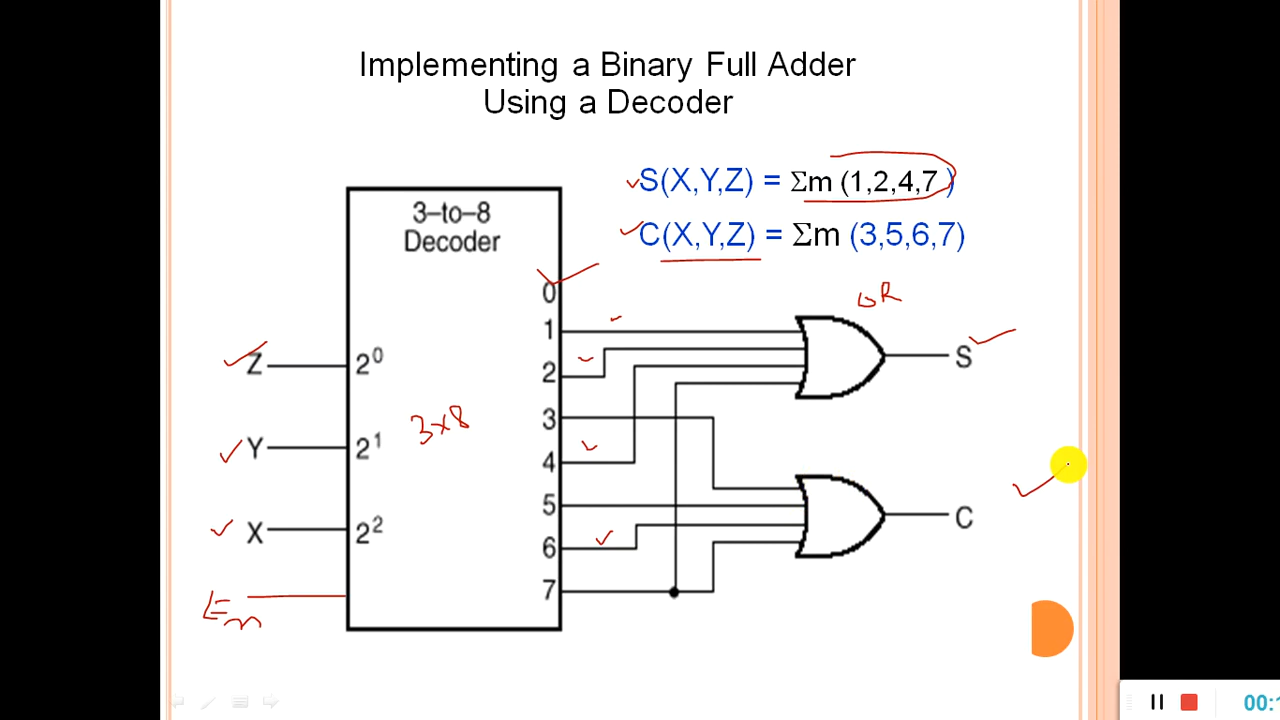 Implementing a Binary Full Adder
Using a Decoder
S(X,Y,Z) = Σm (1,2,4,7 )
C(X,Y,Z) = Σm (3,5,6,7)
3–to–8
Decoder
0
1
2
3
4
5
6
7
Z
2⁰
Y
2¹
X
2²
3x8
En
OR
S
C